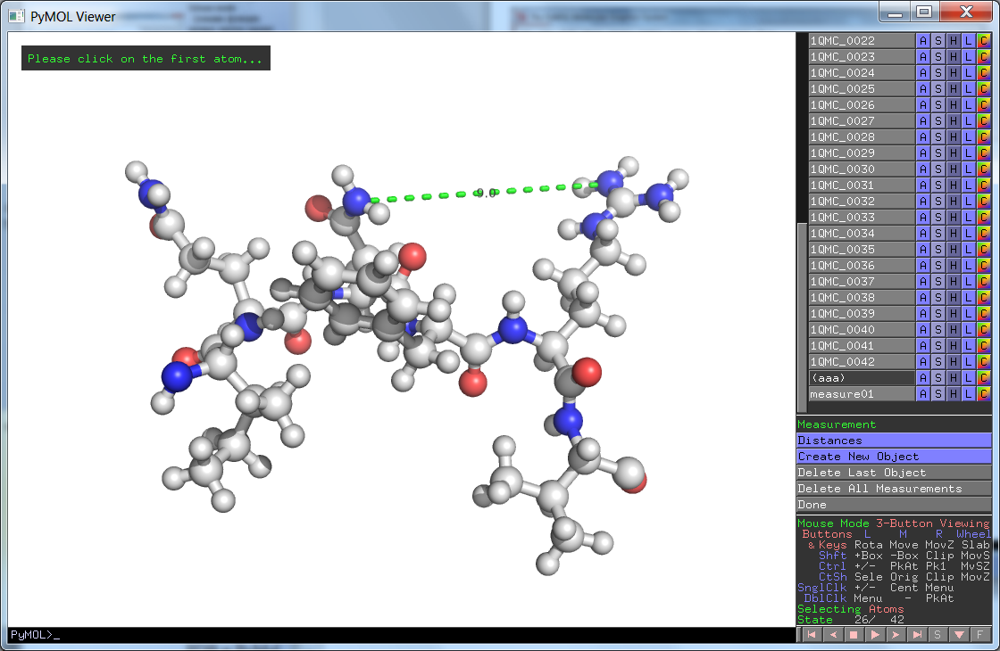 PyMOL Viewer
Please click on the first atom...
9.0
1QMC_0022 A S H L C
1QMC_0023 A S H L C
1QMC_0024 A S H L C
1QMC_0025 A S H L C
1QMC_0026 A S H L C
1QMC_0027 A S H L C
1QMC_0028 A S H L C
1QMC_0029 A S H L C
1QMC_0030 A S H L C
1QMC_0031 A S H L C
1QMC_0032 A S H L C
1QMC_0033 A S H L C
1QMC_0034 A S H L C
1QMC_0035 A S H L C
1QMC_0036 A S H L C
1QMC_0037 A S H L C
1QMC_0038 A S H L C
1QMC_0039 A S H L C
1QMC_0040 A S H L C
1QMC_0041 A S H L C
1QMC_0042 A S H L C
(aaa) A S H L C
measure01 A S H L C
Measurement
Distances
Create New Object
Delete Last Object
Delete All Measurements
Done
Mouse Mode 3-Button Viewing
Buttons L M R Wheel
& Keys Rota Move MovZ Slab
Shft +Box -Box Clip MovS
Ctrl +/- PkAt Pk1 MvSZ
CtSh Sele Orig Clip MovZ
SnglClk +/- Cent Menu
DblClk Menu - PkAt
Selecting Atoms
State 26/ 42
S F
PyMOL>_